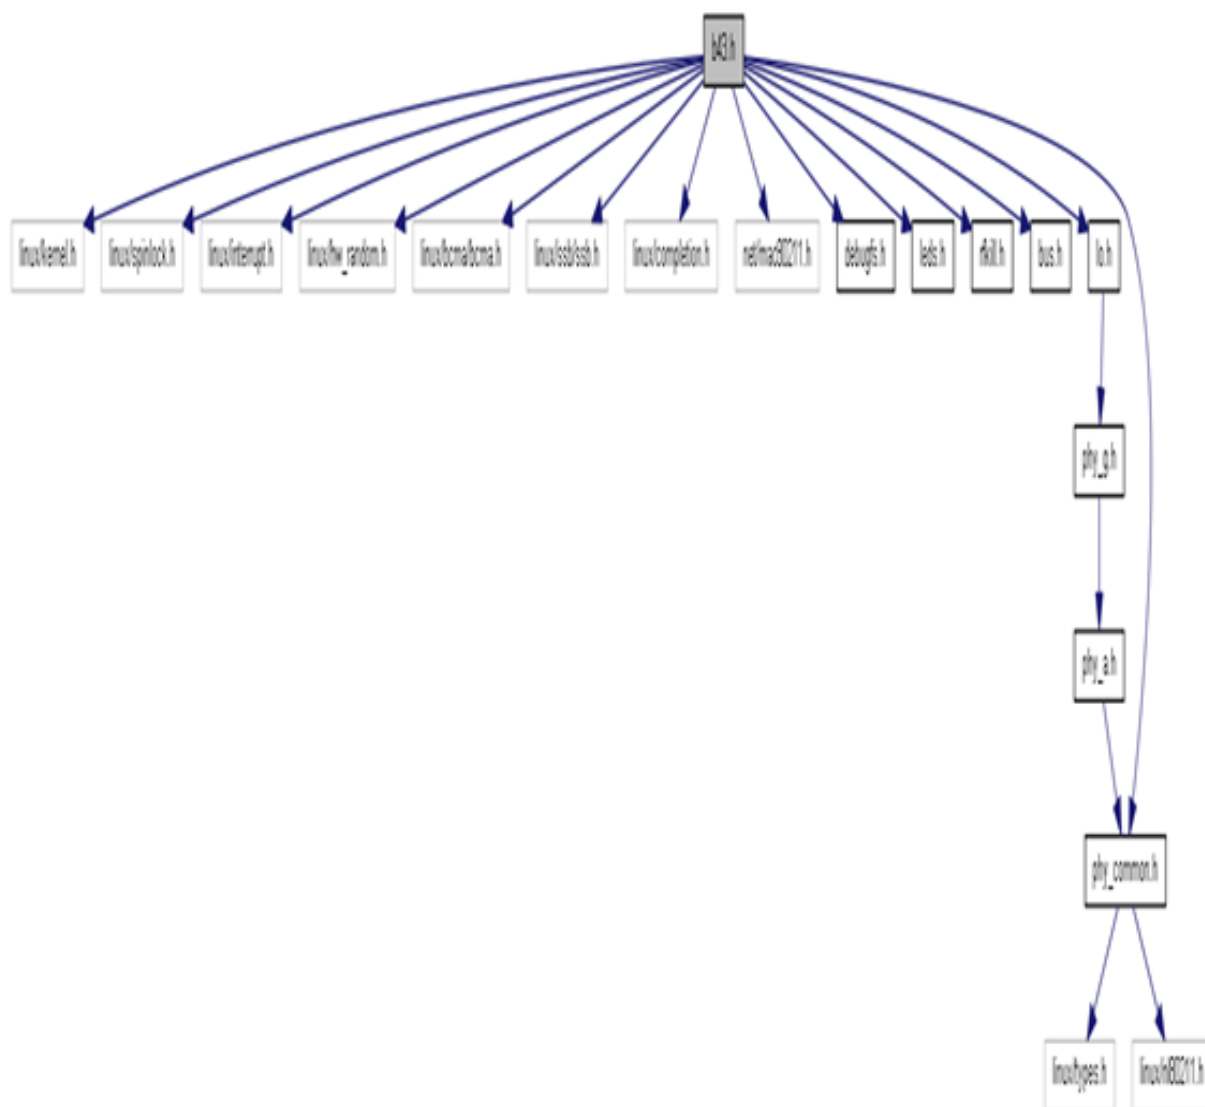 b43.h
linux/kernel.h
linux/spinlock.h
linux/interrupt.h
linux/hw_random.h
linux/bcma/bcma.h
linux/ssb/ssb.h
linux/completion.h
net/mac80211.h
debugfs.h
leds.h
rfkill.h
bus.h
lo.h
phy_g.h
phy_a.h
phy_common.h
linux/types.h
linux/nl80211.h